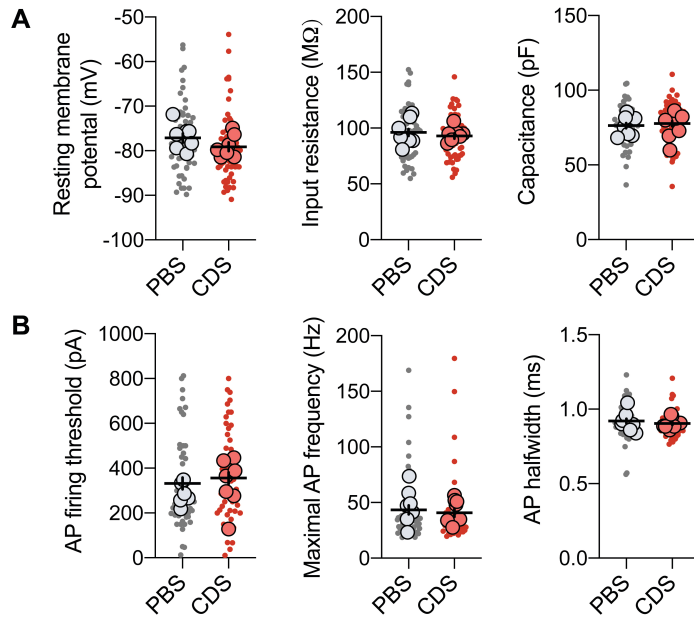 A
Resting membrane
potential (mV)
-50
-60
-70
-80
-90
-100
PBS
CDS
Input resistance (MΩ)
200
150
100
50
0
PBS
CDS
Capacitance (pF)
150
100
50
0
PBS
CDS
B
AP firing threshold (pA)
1000
800
600
400
200
0
PBS
CDS
Maximal AP frequency (Hz)
200
150
100
50
0
PBS
CDS
AP halfwidth (ms)
1.5
1.0
0.5
0.0
PBS
CDS